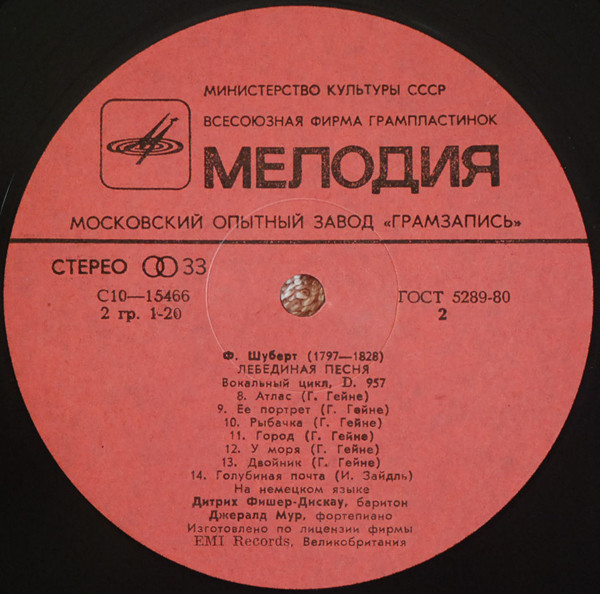 МИНИСТЕРСТВО КУЛЬТУРЫ СССР
ВСЕСОЮЗНАЯ ФИРМА ГРАМПЛАСТИНОК
МЕЛОДИЯ
МОСКОВСКИЙ ОПЫТНЫЙ ЗАВОД «ГРАМЗАПИСЬ»
СТЕРЕО 33
С10—15466
2 гр. 1-20
ГОСТ 5289-80
2
Ф. Шуберт (1797—1828)
ЛЕБЕДИНАЯ ПЕСНЯ
Вокальный цикл, D. 957
8. Атлас (Г. Гейне)
9. Ее портрет (Г. Гейне)
10. Рыбачка (Г. Гейне)
11. Город (Г. Гейне)
12. У моря (Г. Гейне)
13. Двойник (Г. Гейне)
14. Голубиная почта (И. Зайдль)
На немецком языке
Дитрих Фишер-Дискау, баритон
Джералд Мур, фортепиано
Изготовлено по лицензии фирмы
EMI Records, Великобритания